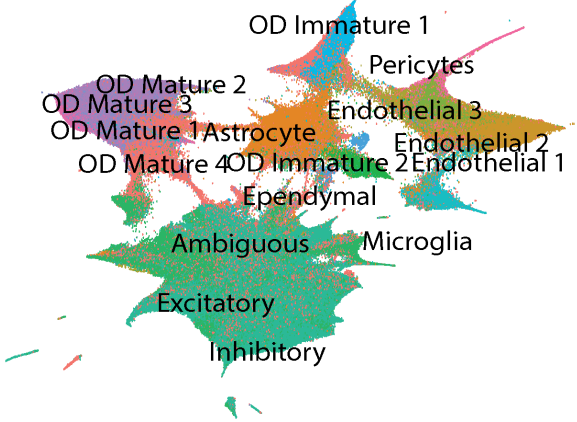 OD Immature 1
Pericytes
OD Mature 2
OD Mature 3
Endothelial 3
OD Mature 1
Astrocyte
Endothelial 2
OD Mature 4
OD Immature 2
Endothelial 1
Ependymal
Ambiguous
Microglia
Excitatory
Inhibitory